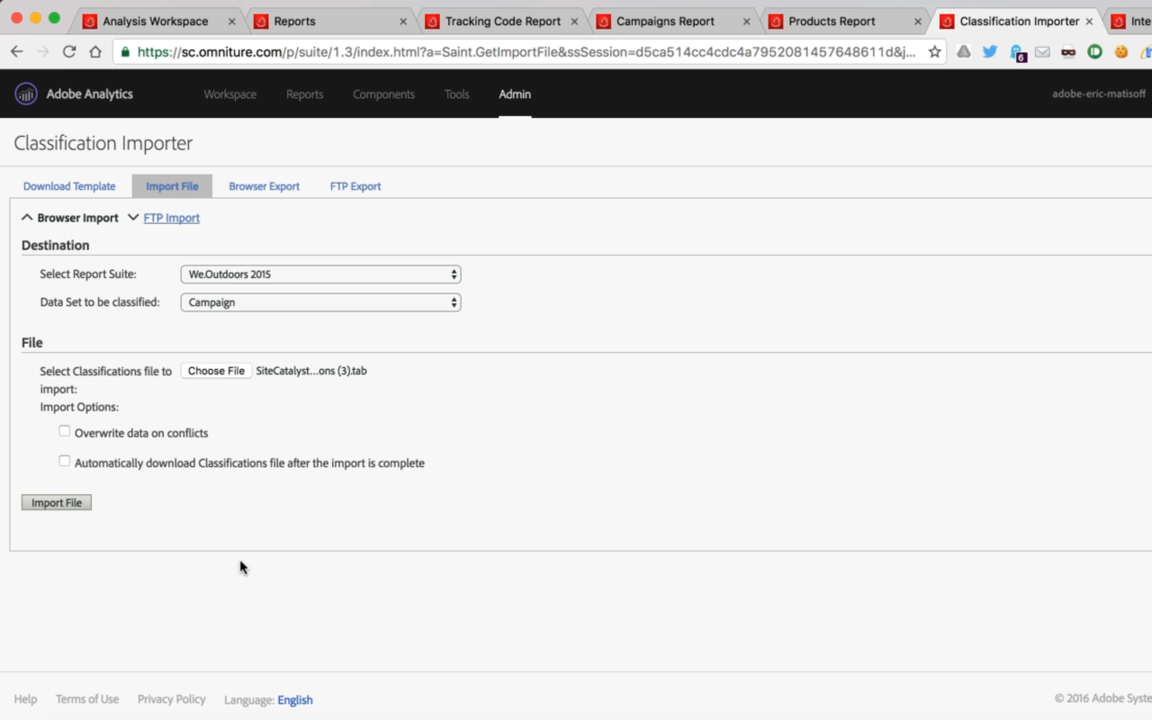 Analysis Workspace
Reports
Tracking Code Report
Campaigns Report
Products Report
Classification Importer
Inte
https://sc.omniture.com/p/suite/1.3/index.html?a=Saint.GetImportFile&ssSession=d5ca514cc4cdc4a7952081457648611d&j...
6
Adobe Analytics
Workspace
Reports
Components
Tools
Admin
adobe-eric-matisoff
Classification Importer
Download Template
Import File
Browser Export
FTP Export
Browser Import
FTP Import
Destination
Select Report Suite:
We.Outdoors 2015
Data Set to be classified:
Campaign
File
Select Classifications file to
Choose File
SiteCatalyst...ons (3).tab
import:
Import Options:
Overwrite data on conflicts
Automatically download Classifications file after the import is complete
Import File
Help
Terms of Use
Privacy Policy
Language: English
© 2016 Adobe Syste